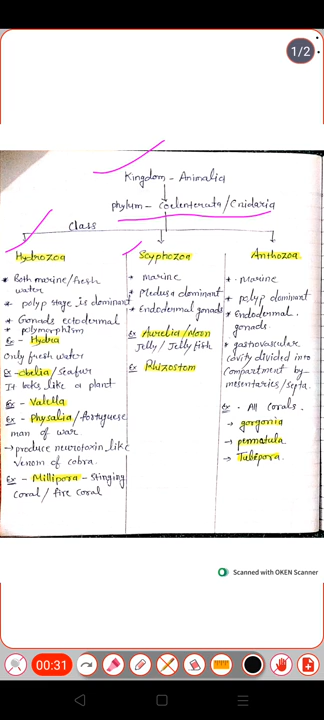 1/2
Kingdom - Animalia
phylum - Coelenterata/Cnidaria
Class
Hydrozoa
* Both marine/fresh
water
* polyp stage is dominant
* Gonads ectodermal
* polymorphism
Ex - Hydra
Only fresh water
Ex - obelia/seafur
It looks like a plant
Ex - Valella
Ex - Physalia/Portuguese
man of war
→ produce neurotoxin like
venom of cobra.
Ex - Millipora - Stinging
coral / fire coral
Scyphozoa
* marine
* Medusa dominant
* Endodermal gonads
Ex Aurelia/Moon
Jelly/Jelly fish
Ex Rhizostom
Anthozoa
* marine
* polyp dominant
* Endodermal
gonads.
* gastrovascular
cavity divided into
compartment by
mesentaries/septa.
Ex - All corals.
→ gorgonia
→ pennatula
→ Tubipora.
Scanned with OKEN Scanner
00:31